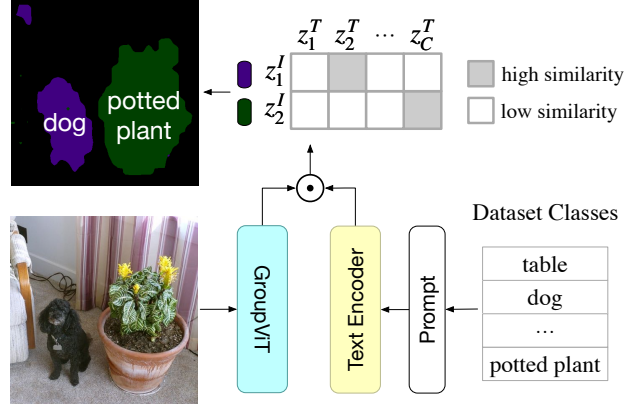 z_1^T z_2^T ⋯ z_C^T
z_1^I
z_2^I
high similarity
low similarity
dog
potted
plant
GroupViT
Text Encoder
Prompt
Dataset Classes
table
dog
⋯
potted plant